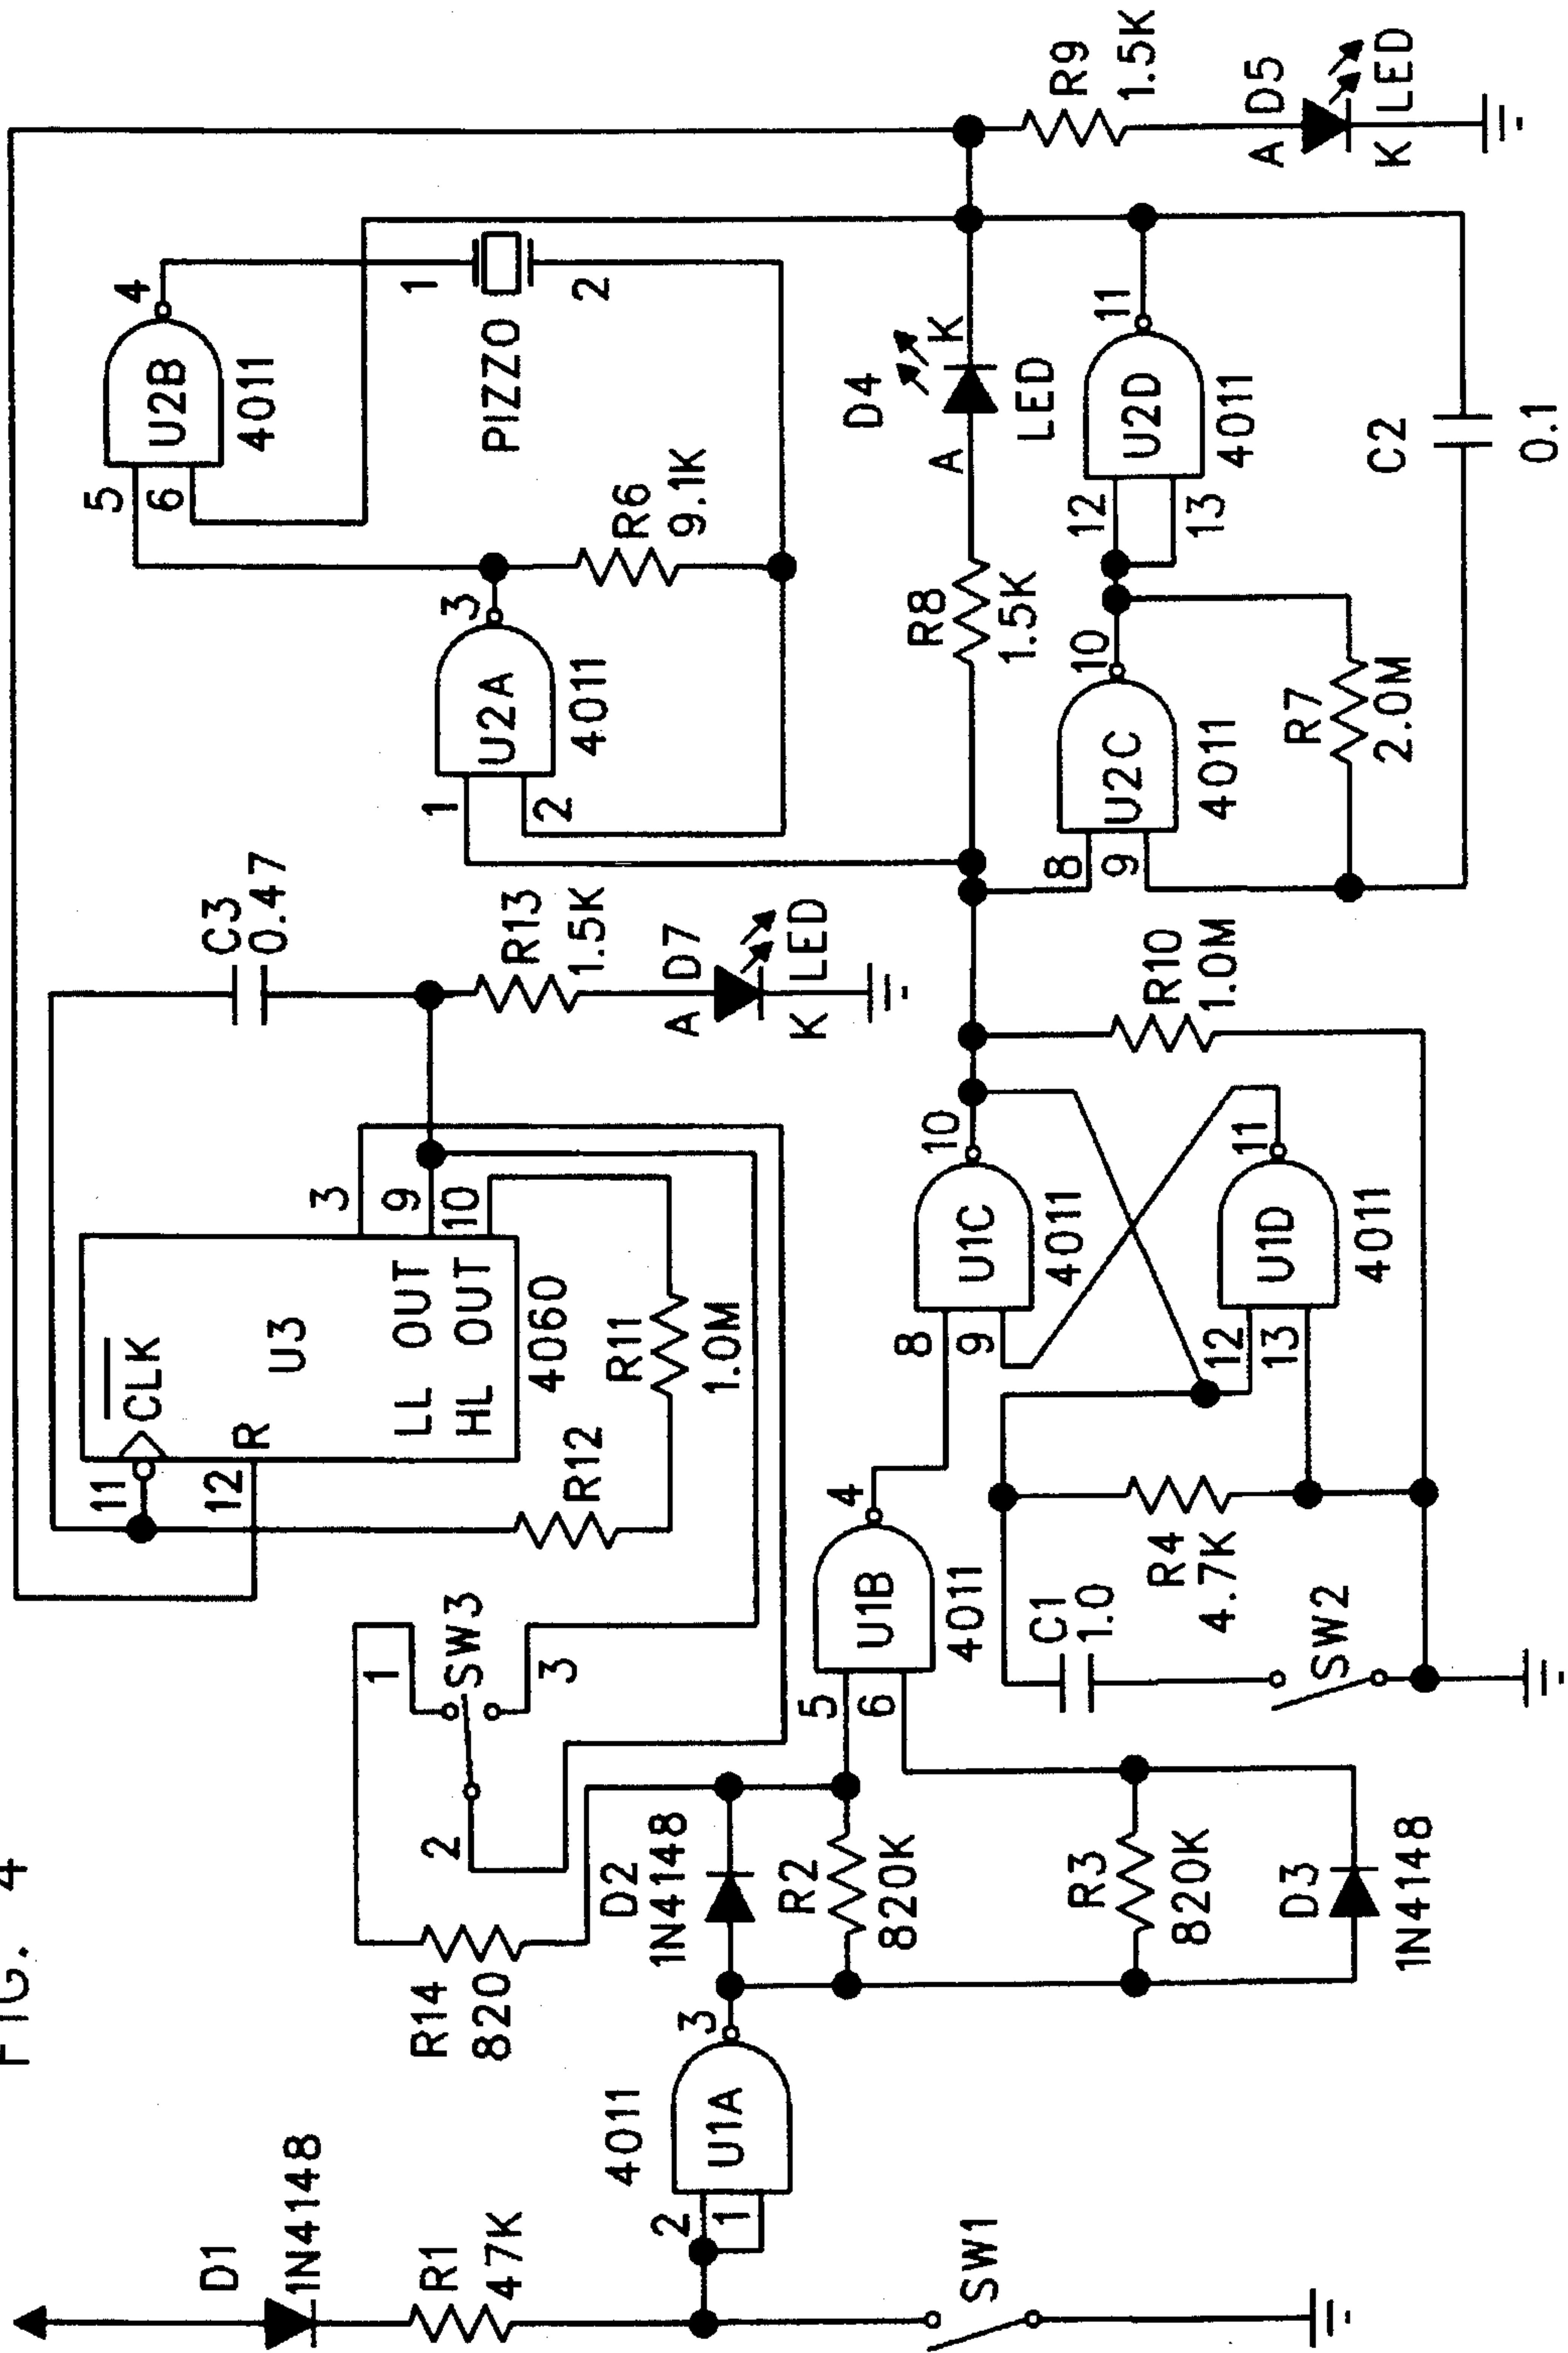 FIG. 4
D1
1N4148
R1
47K
SW1
2
1
4011
U1A
3
R14
820
D2
1N4148
R2
820K
R3
820K
D3
1N4148
2
1
SW3
3
5
6
U1B
4011
4
C1
1.0
R4
4.7K
SW2
11
12
CLK
R
U3
LL OUT
HL OUT
4060
3
9
10
R12
R11
1.0M
8
9
U1C
4011
10
12
13
U1D
4011
11
C3
0.47
R13
1.5K
A
D7
K
LED
R10
1.0M
1
2
U2A
4011
3
R6
9.1K
5
6
U2B
4011
4
PIZZO
1
2
R8
1.5K
D4
A
K
LED
8
9
U2C
4011
10
R7
2.0M
12
13
U2D
4011
11
C2
0.1
R9
1.5K
A
D5
K
LED